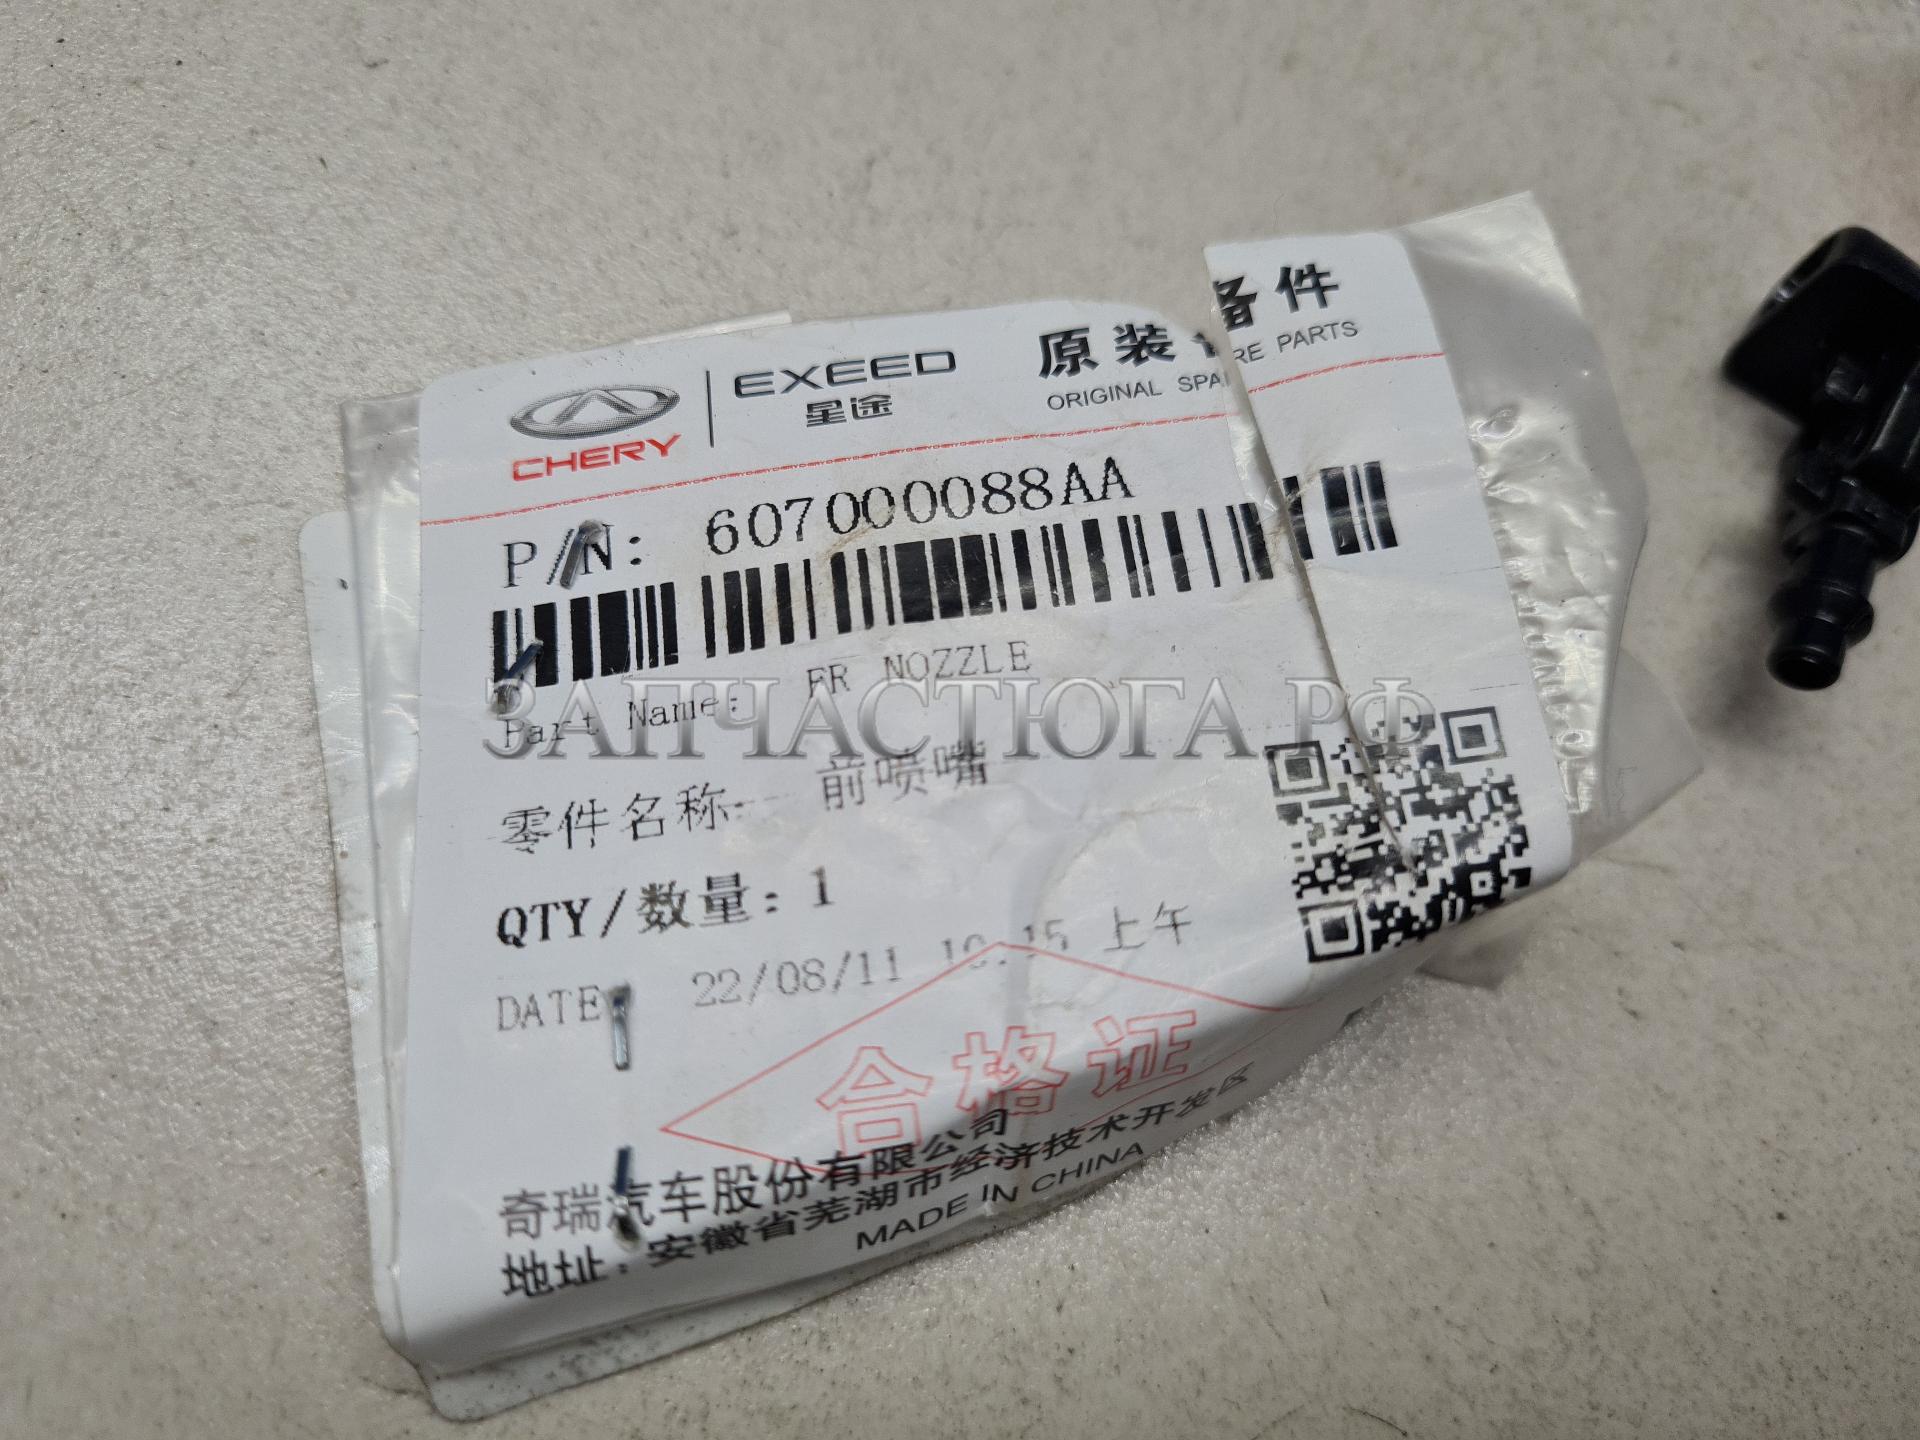 CHERY
EXEED
星途
原装备件
ORIGINAL SPARE PARTS
P/N: 607000088AA
Part Name: FR NOZZLE
ЗАПЧАСТЮГА.РФ
零件名称: 前喷嘴
QTY/数量: 1
DATE: 22/08/11 10:15 上午
合格证
奇瑞汽车股份有限公司
地址:安徽省芜湖市经济技术开发区
MADE IN CHINA